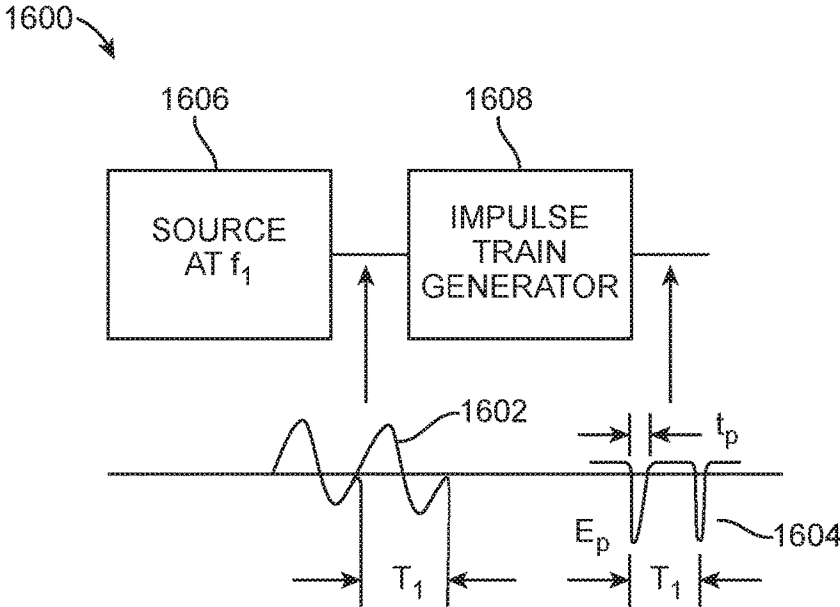 1600
1606
1608
SOURCE
AT f₁
IMPULSE
TRAIN
GENERATOR
1602
tₚ
Eₚ
1604
T₁
T₁